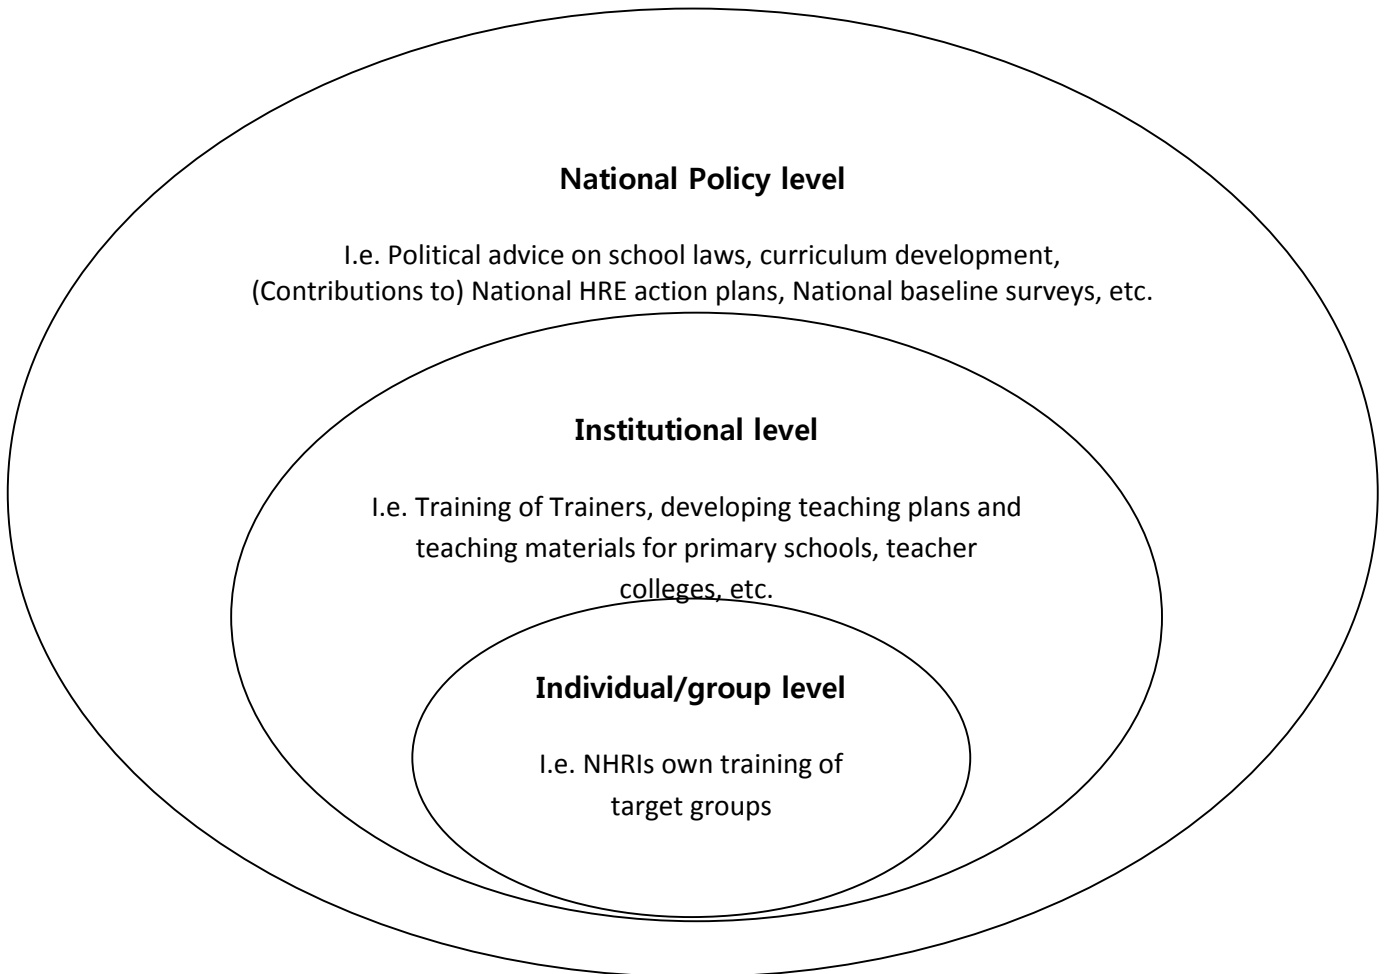 National Policy level
I.e. Political advice on school laws, curriculum development,
(Contributions to) National HRE action plans, National baseline surveys, etc.
Institutional level
I.e. Training of Trainers, developing teaching plans and
teaching materials for primary schools, teacher
colleges, etc.
Individual/group level
I.e. NHRIs own training of
target groups